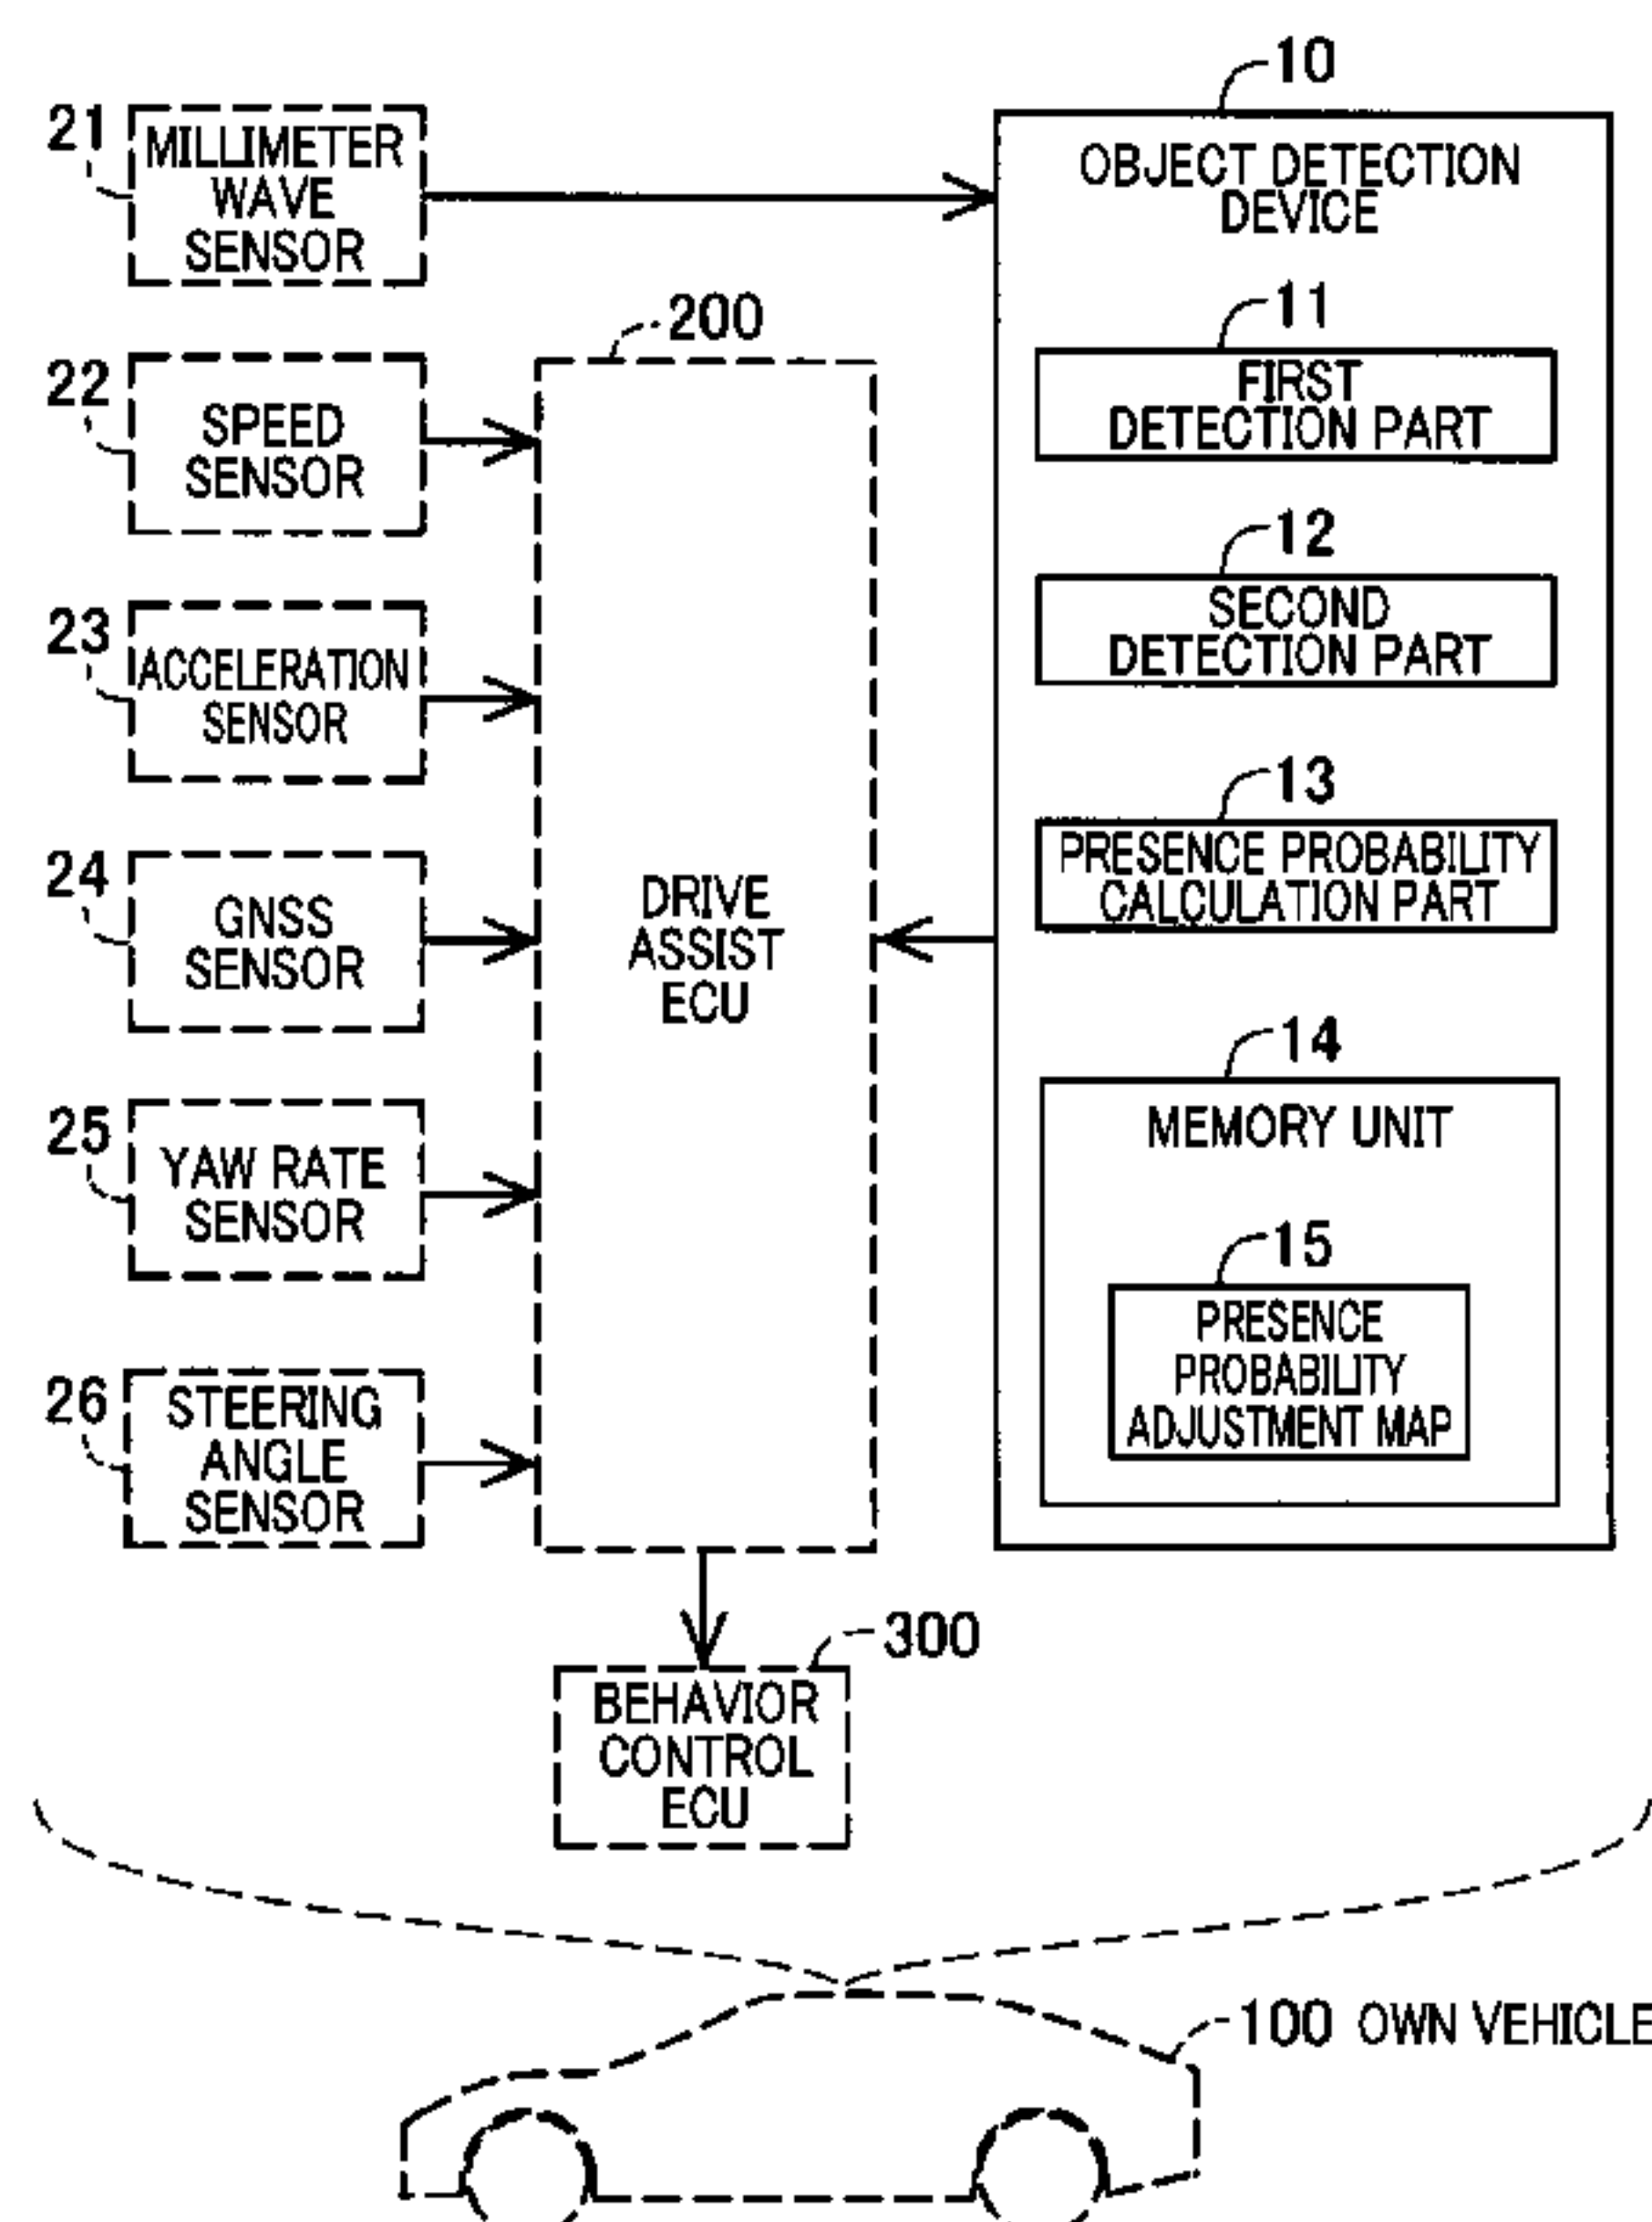 10
21
MILLIMETER
WAVE
SENSOR
OBJECT DETECTION
DEVICE
11
FIRST
DETECTION PART
200
22
SPEED
SENSOR
12
SECOND
DETECTION PART
23
ACCELERATION
SENSOR
13
PRESENCE PROBABILITY
CALCULATION PART
24
GNSS
SENSOR
DRIVE
ASSIST
ECU
14
MEMORY UNIT
25
YAW RATE
SENSOR
15
PRESENCE
PROBABILITY
ADJUSTMENT MAP
26
STEERING
ANGLE
SENSOR
300
BEHAVIOR
CONTROL
ECU
100 OWN VEHICLE